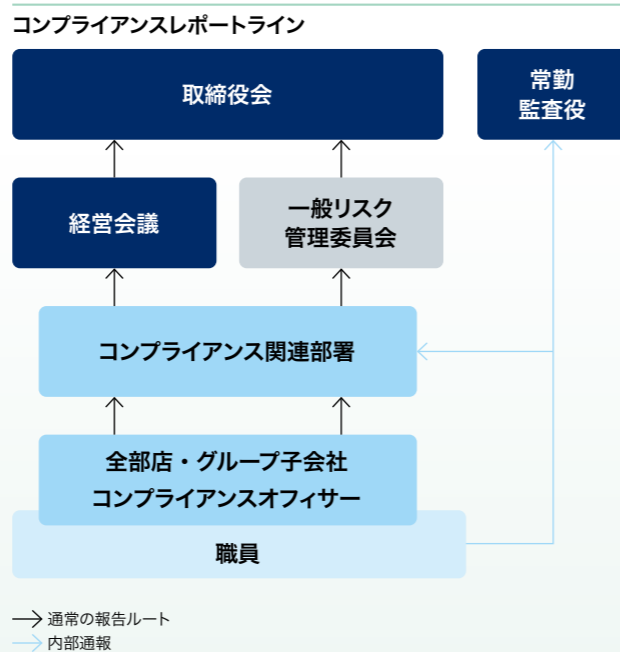 コンプライアンスレポートライン
取締役会
常勤
監査役
経営会議
一般リスク
管理委員会
コンプライアンス関連部署
全部店・グループ子会社
コンプライアンスオフィサー
職員
通常の報告ルート
内部通報